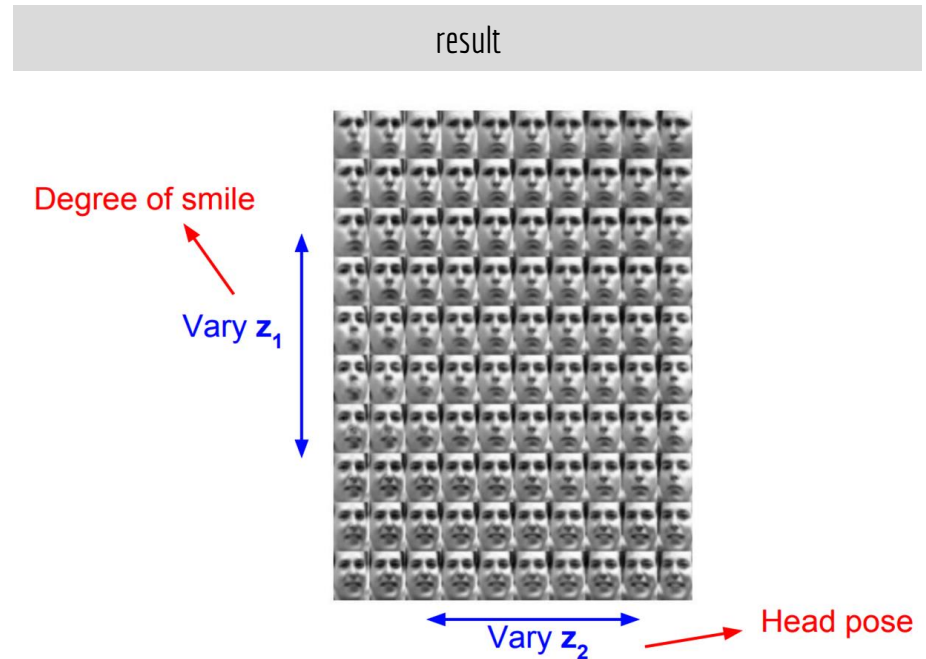 result
Degree of smile
Vary z1
Vary z2
Head pose